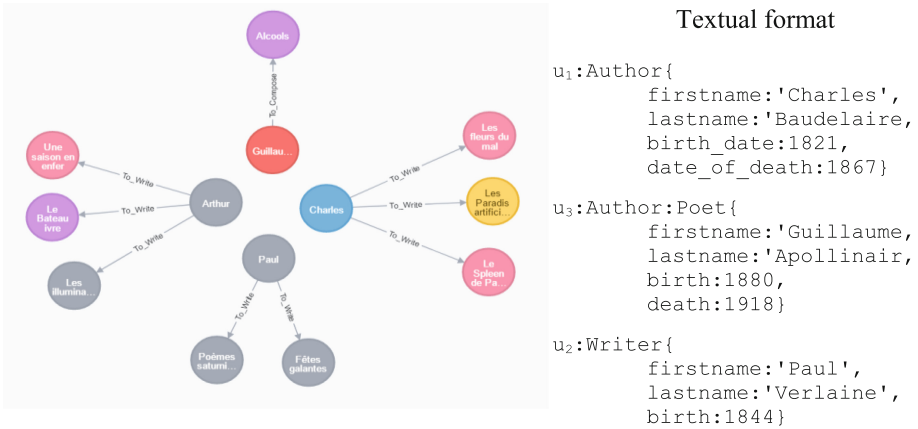 Alcools
To_Compose
Guillau...
Une
saison en
enfer
To_Write
Le
Bateau
ivre
To_Write
Arthur
To_Write
Les
illumina...
Les
fleurs du
mal
To_Write
Charles
To_Write
Les
Paradis
artifici...
To_Write
Le
Spleen
de Pa...
Paul
To_Write
To_Write
Poèmes
saturni...
Fêtes
galantes
Textual format
u1:Author{
firstname:'Charles',
lastname:'Baudelaire,
birth_date:1821,
date_of_death:1867}
u3:Author:Poet{
firstname:'Guillaume,
lastname:'Apollinair,
birth:1880,
death:1918}
u2:Writer{
firstname:'Paul',
lastname:'Verlaine',
birth:1844}